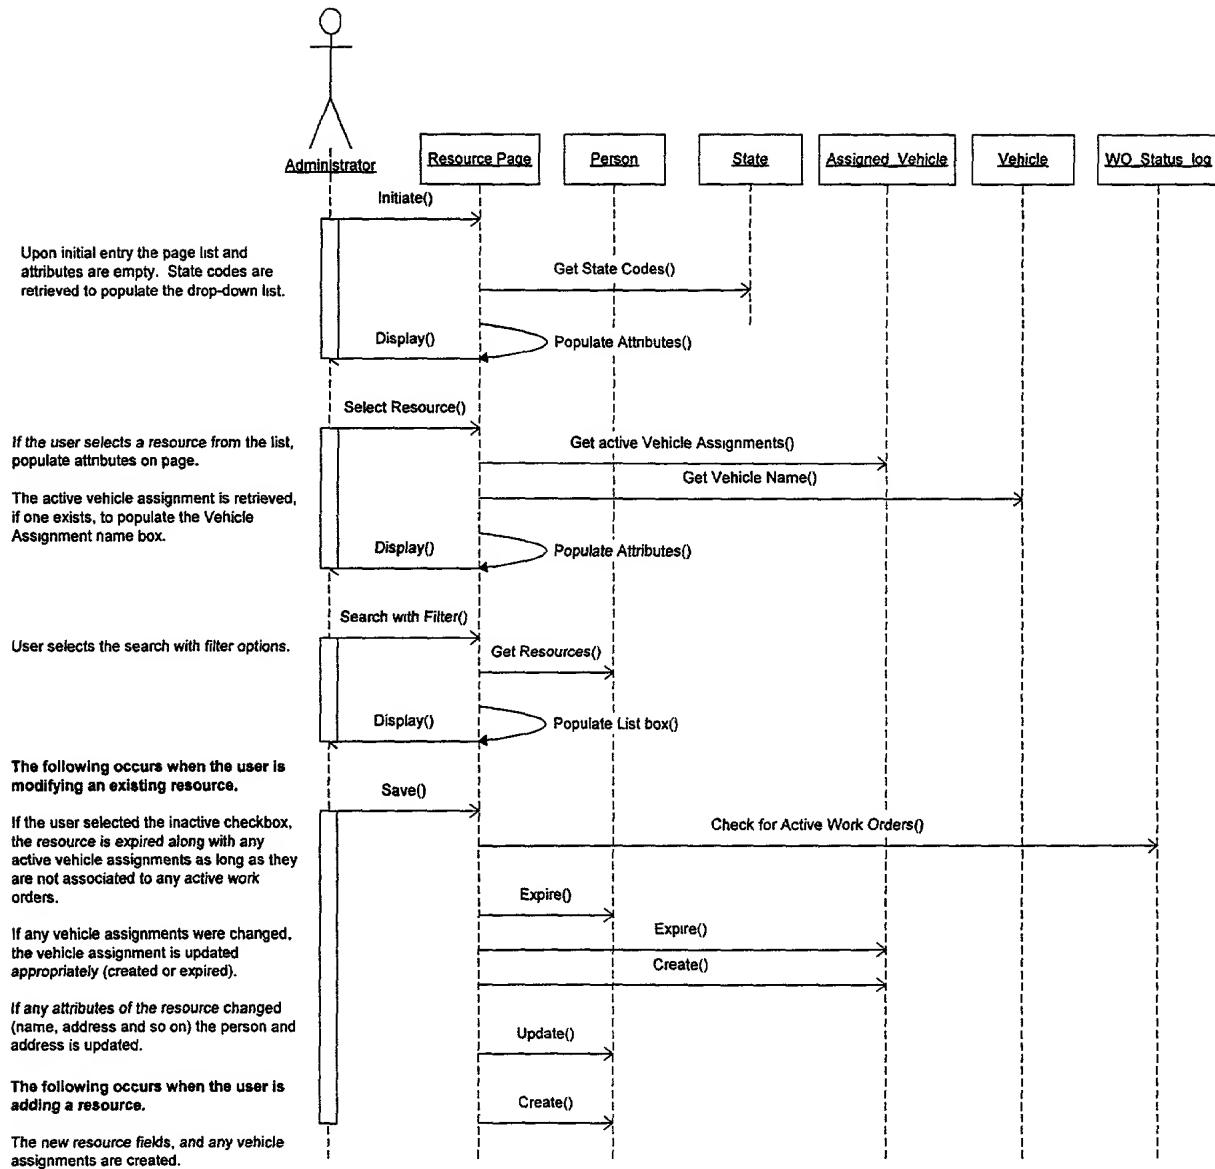 Administrator
Resource Page
Person
State
Assigned_Vehicle
Vehicle
WO_Status_log
Initiate()
Upon initial entry the page list and
attributes are empty. State codes are
retrieved to populate the drop-down list.
Get State Codes()
Display()
Populate Attributes()
Select Resource()
If the user selects a resource from the list,
populate attributes on page.
Get active Vehicle Assignments()
Get Vehicle Name()
The active vehicle assignment is retrieved,
if one exists, to populate the Vehicle
Assignment name box.
Display()
Populate Attributes()
Search with Filter()
User selects the search with filter options.
Get Resources()
Display()
Populate List box()
The following occurs when the user is
modifying an existing resource.
Save()
If the user selected the inactive checkbox,
the resource is expired along with any
active vehicle assignments as long as they
are not associated to any active work
orders.
Check for Active Work Orders()
Expire()
If any vehicle assignments were changed,
the vehicle assignment is updated
appropriately (created or expired).
Expire()
Create()
If any attributes of the resource changed
(name, address and so on) the person and
address is updated.
Update()
The following occurs when the user is
adding a resource.
Create()
The new resource fields, and any vehicle
assignments are created.